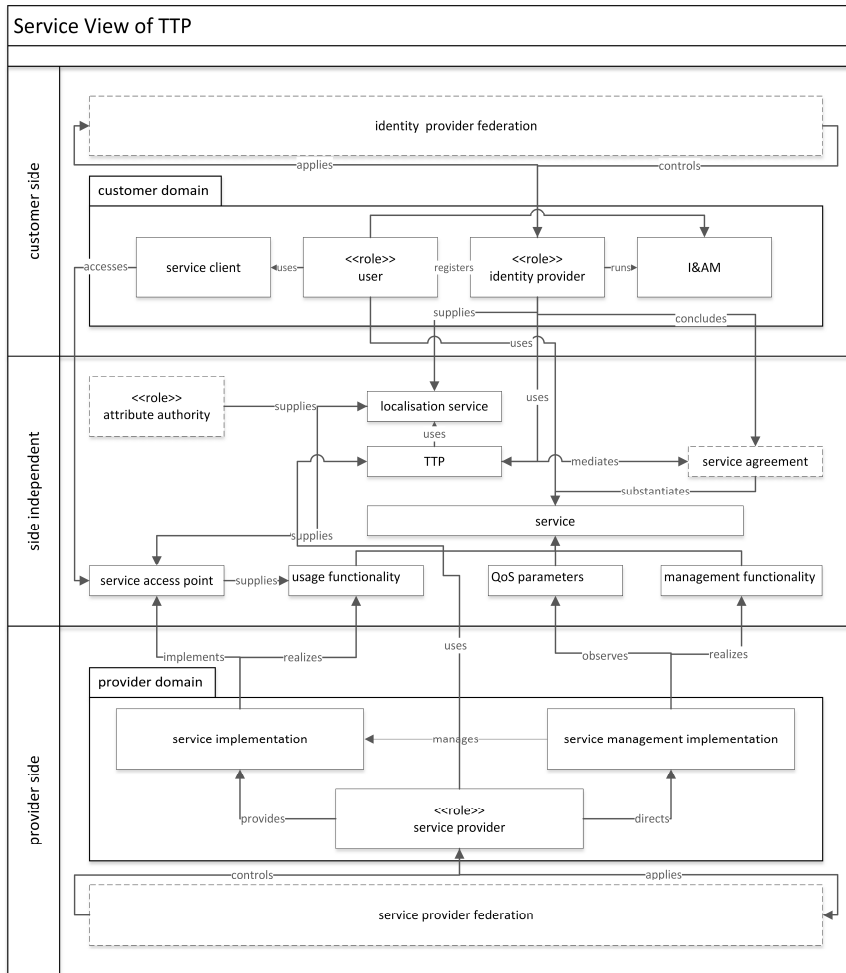 Service View of TTP
customer side
identity provider federation
applies
controls
customer domain
accesses
service client
uses
<<role>>
user
registers
<<role>>
identity provider
runs
I&AM
supplies
concludes
uses
side independent
<<role>>
attribute authority
supplies
localisation service
uses
uses
TTP
mediates
service agreement
substantiates
service
supplies
service access point
supplies
usage functionality
QoS parameters
management functionality
provider side
implements
realizes
uses
observes
realizes
provider domain
service implementation
manages
service management implementation
provides
<<role>>
service provider
directs
controls
applies
service provider federation